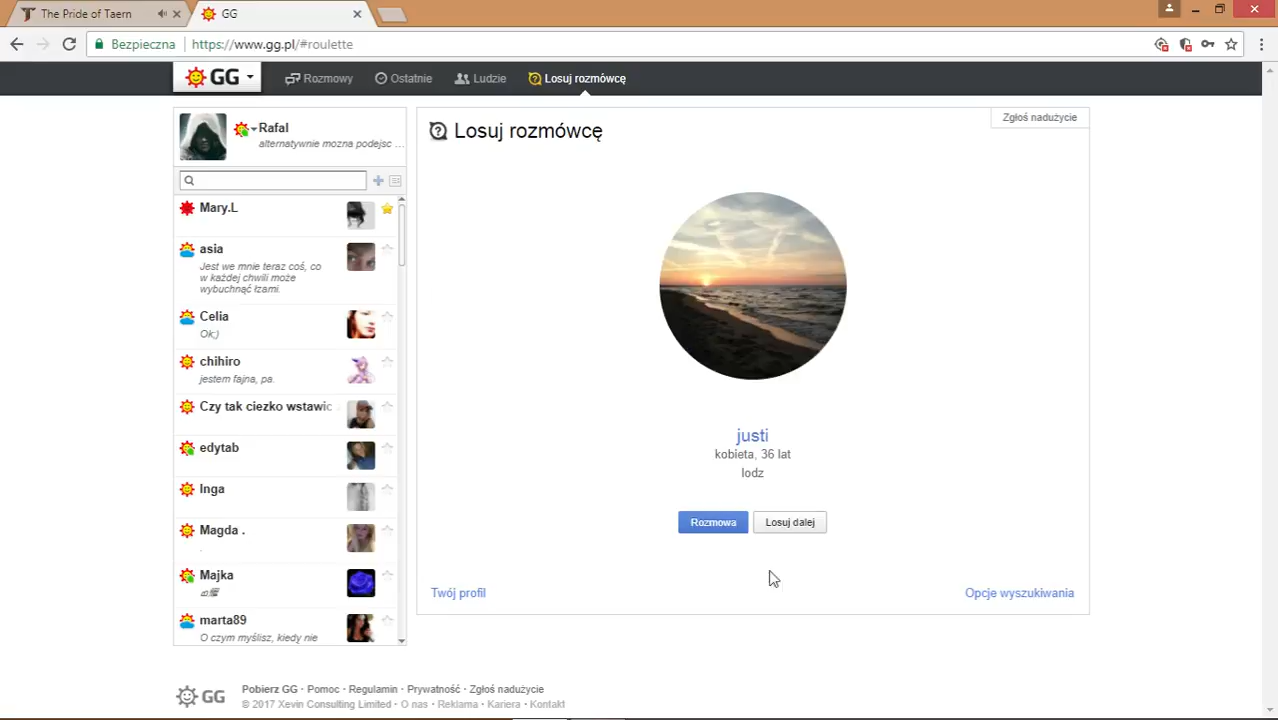 The Pride of Taern
GG
Bezpieczna
https://www.gg.pl/#roulette
GG
Rozmowy
Ostatnie
Ludzie
Losuj rozmówcę
Rafal
alternatywnie mozna podejsc ...
Mary.L
asia
Jest we mnie teraz coś, co
w każdej chwili może
wybuchnąć łzami.
Celia
Ok;)
chihiro
jestem fajna, pa.
Czy tak ciezko wstawic
edytab
Inga
Magda .
.
Majka
marta89
O czym myślisz, kiedy nie
Losuj rozmówcę
Zgłoś nadużycie
justi
kobieta, 36 lat
lodz
Rozmowa
Losuj dalej
Twój profil
Opcje wyszukiwania
GG
Pobierz GG · Pomoc · Regulamin · Prywatność · Zgłoś nadużycie
© 2017 Xevin Consulting Limited · O nas · Reklama · Kariera · Kontakt